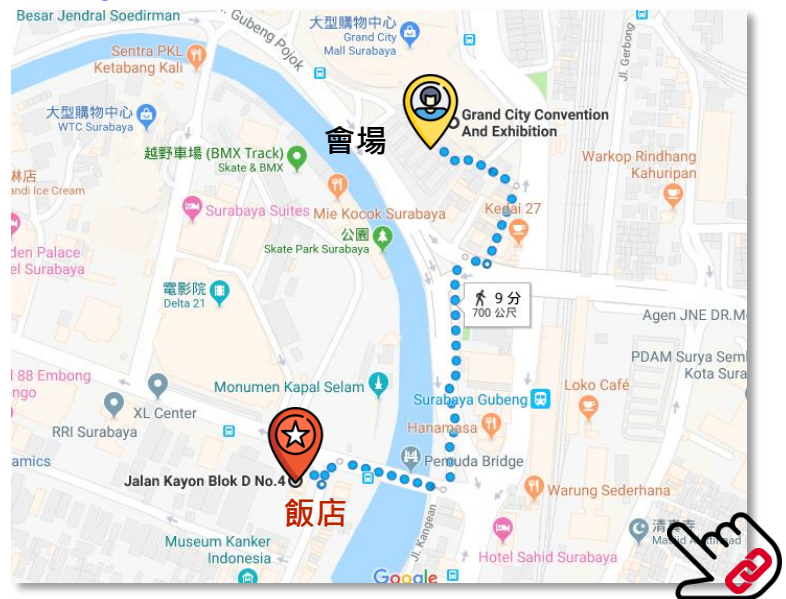 Besar Jendral Soedirman
Gubeng Pojok
大型購物中心
Grand City
Mall Surabaya
Jl. Gerbong
Sentra PKL
Ketabang Kali
大型購物中心
WTC Surabaya
Grand City Convention
And Exhibition
會場
越野車場 (BMX Track)
Skate & BMX
Warkop Rindhang
Kahuripan
林店
andi Ice Cream
Surabaya Suites
Mie Kocok Surabaya
Kedai 27
公園
Skate Park Surabaya
den Palace
el Surabaya
電影院
Delta 21
9 分
700 公尺
Agen JNE DR.M
PDAM Surya Sem
Kota Sura
88 Embong
ngo
Monumen Kapal Selam
Loko Café
Surabaya Gubeng
XL Center
RRI Surabaya
Hanamasa
amics
Pemuda Bridge
Jalan Kayon Blok D No.4
Warung Sederhana
飯店
Jl. Kangean
Museum Kanker
Indonesia
Hotel Sahid Surabaya
Google